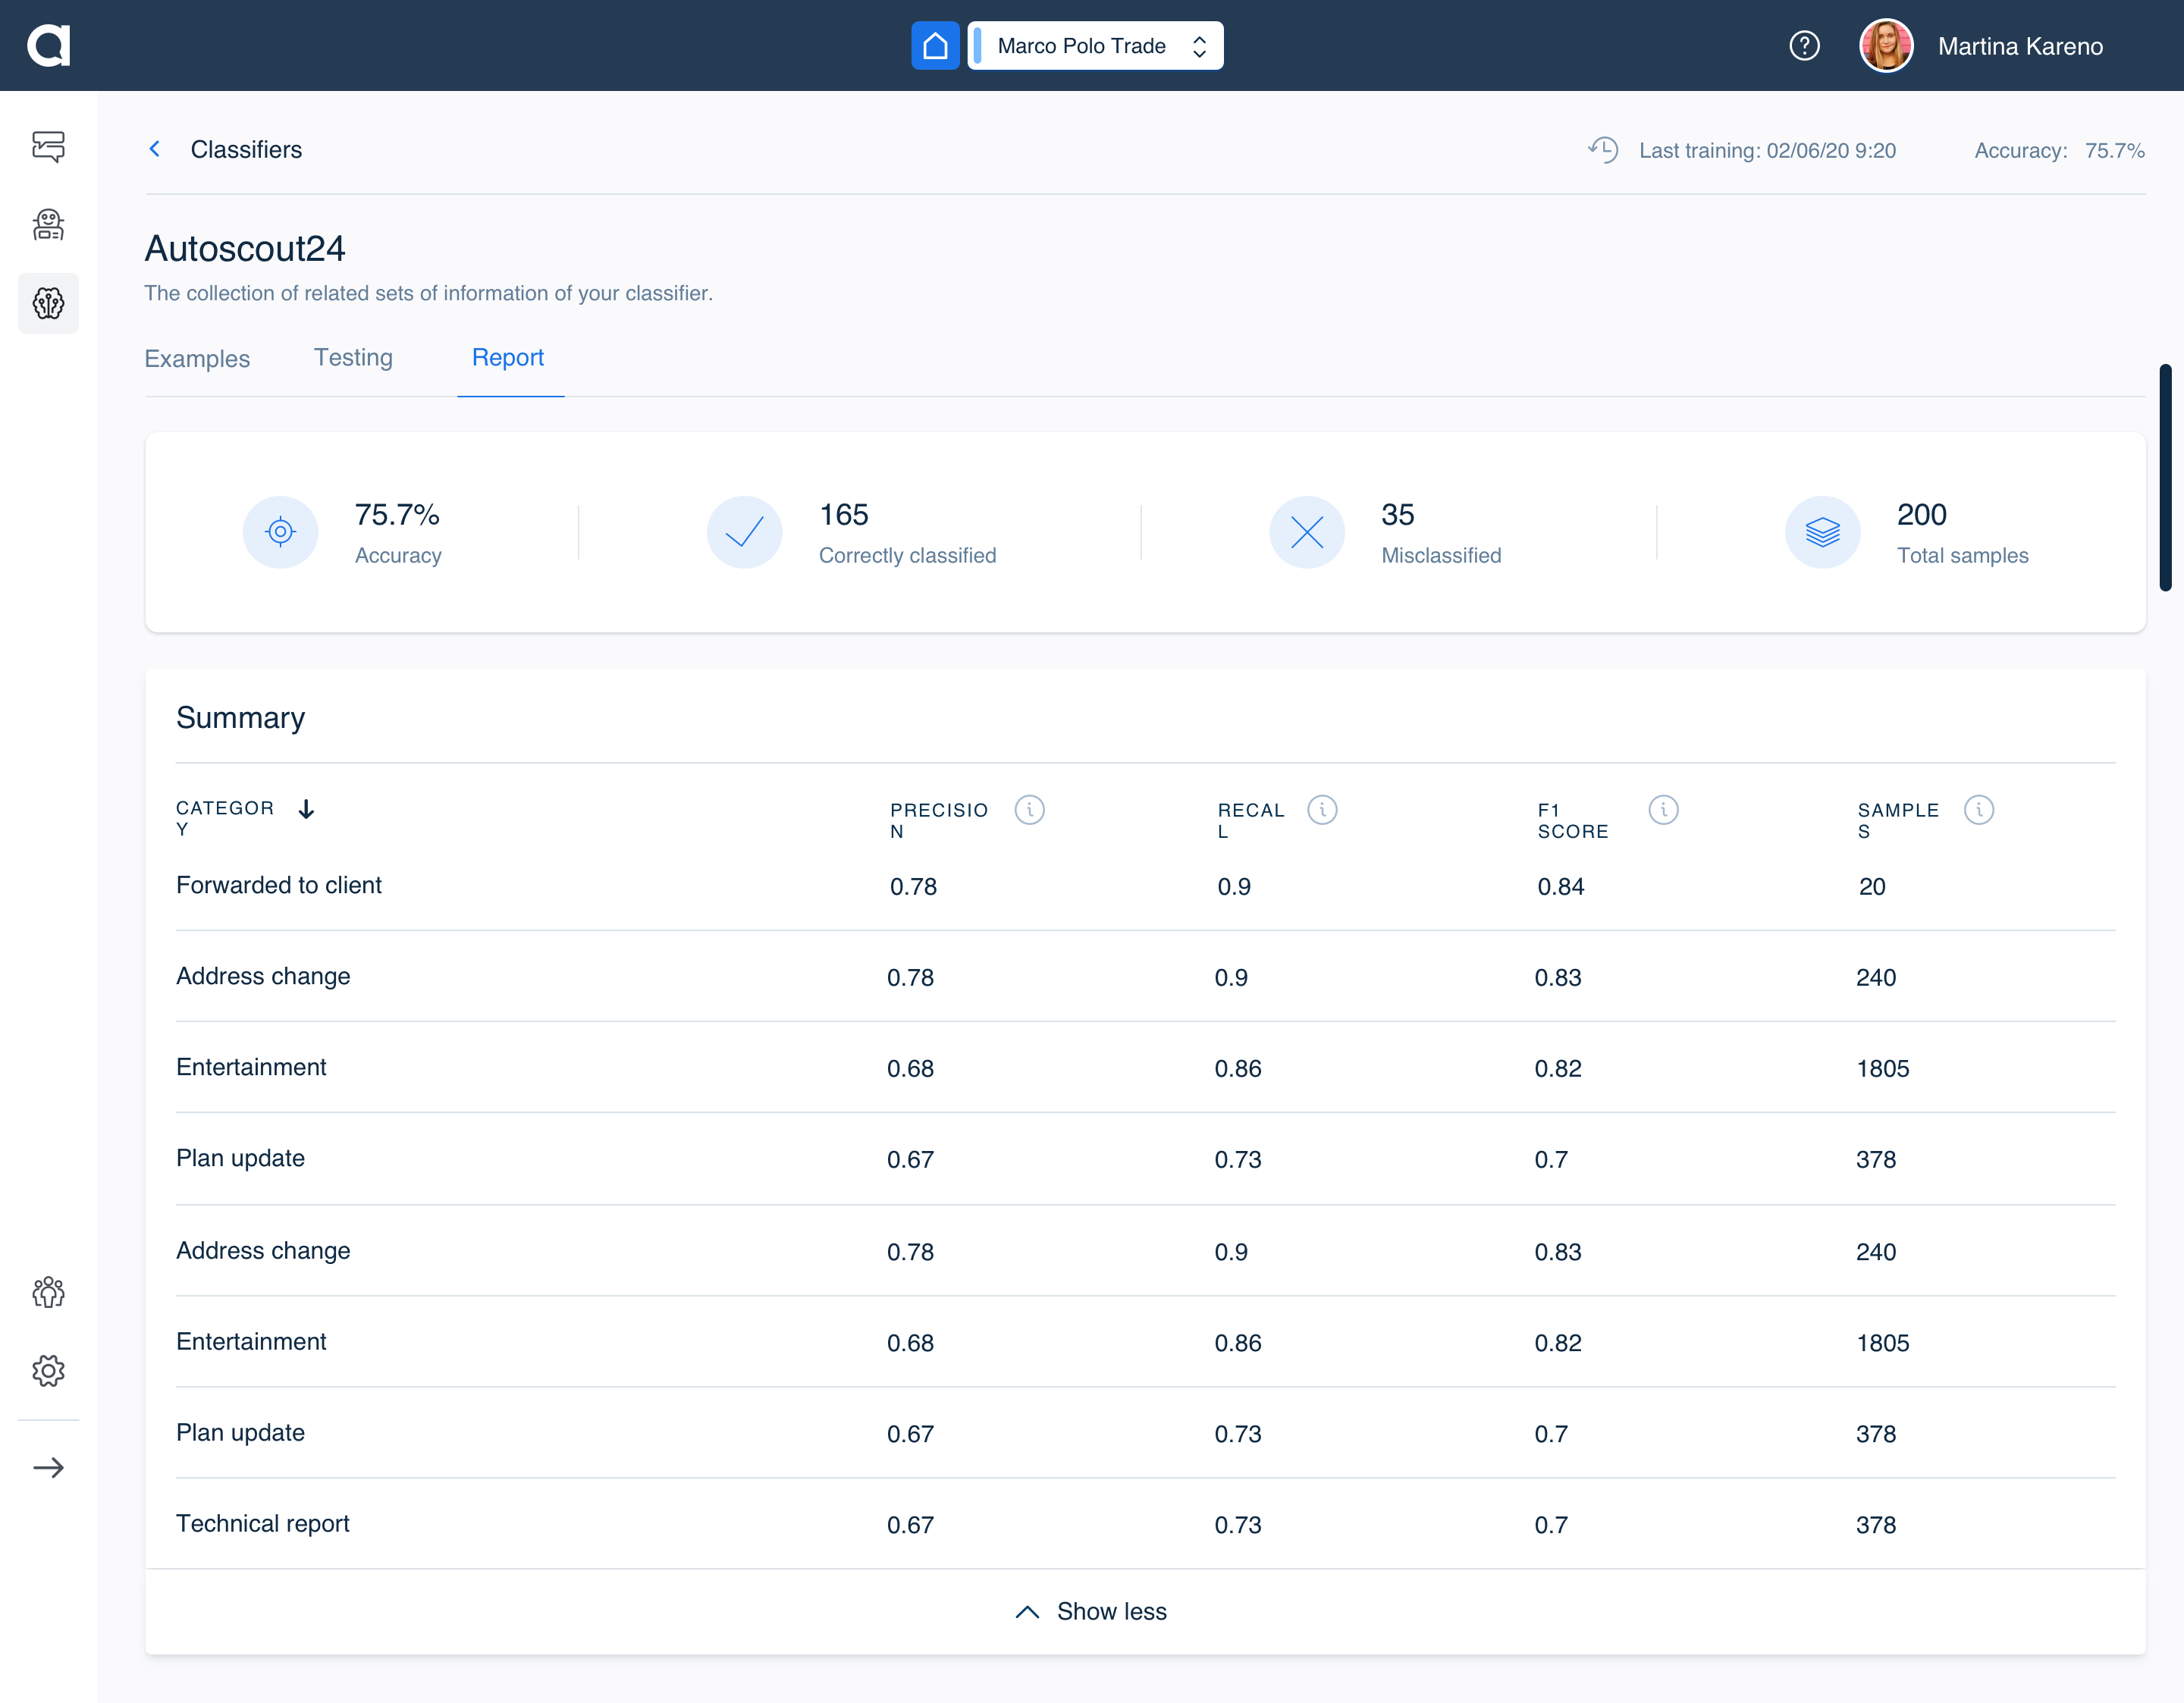 Marco Polo Trade
Martina Kareno
Classifiers
Last training: 02/06/20 9:20
Accuracy: 75.7%
Autoscout24
The collection of related sets of information of your classifier.
Examples
Testing
Report
75.7%
Accuracy
165
Correctly classified
35
Misclassified
200
Total samples
Summary
CATEGOR
Y
PRECISIO
N
RECAL
L
F1
SCORE
SAMPLE
S
Forwarded to client 0.78 0.9 0.84 20
Address change 0.78 0.9 0.83 240
Entertainment 0.68 0.86 0.82 1805
Plan update 0.67 0.73 0.7 378
Address change 0.78 0.9 0.83 240
Entertainment 0.68 0.86 0.82 1805
Plan update 0.67 0.73 0.7 378
Technical report 0.67 0.73 0.7 378
Show less